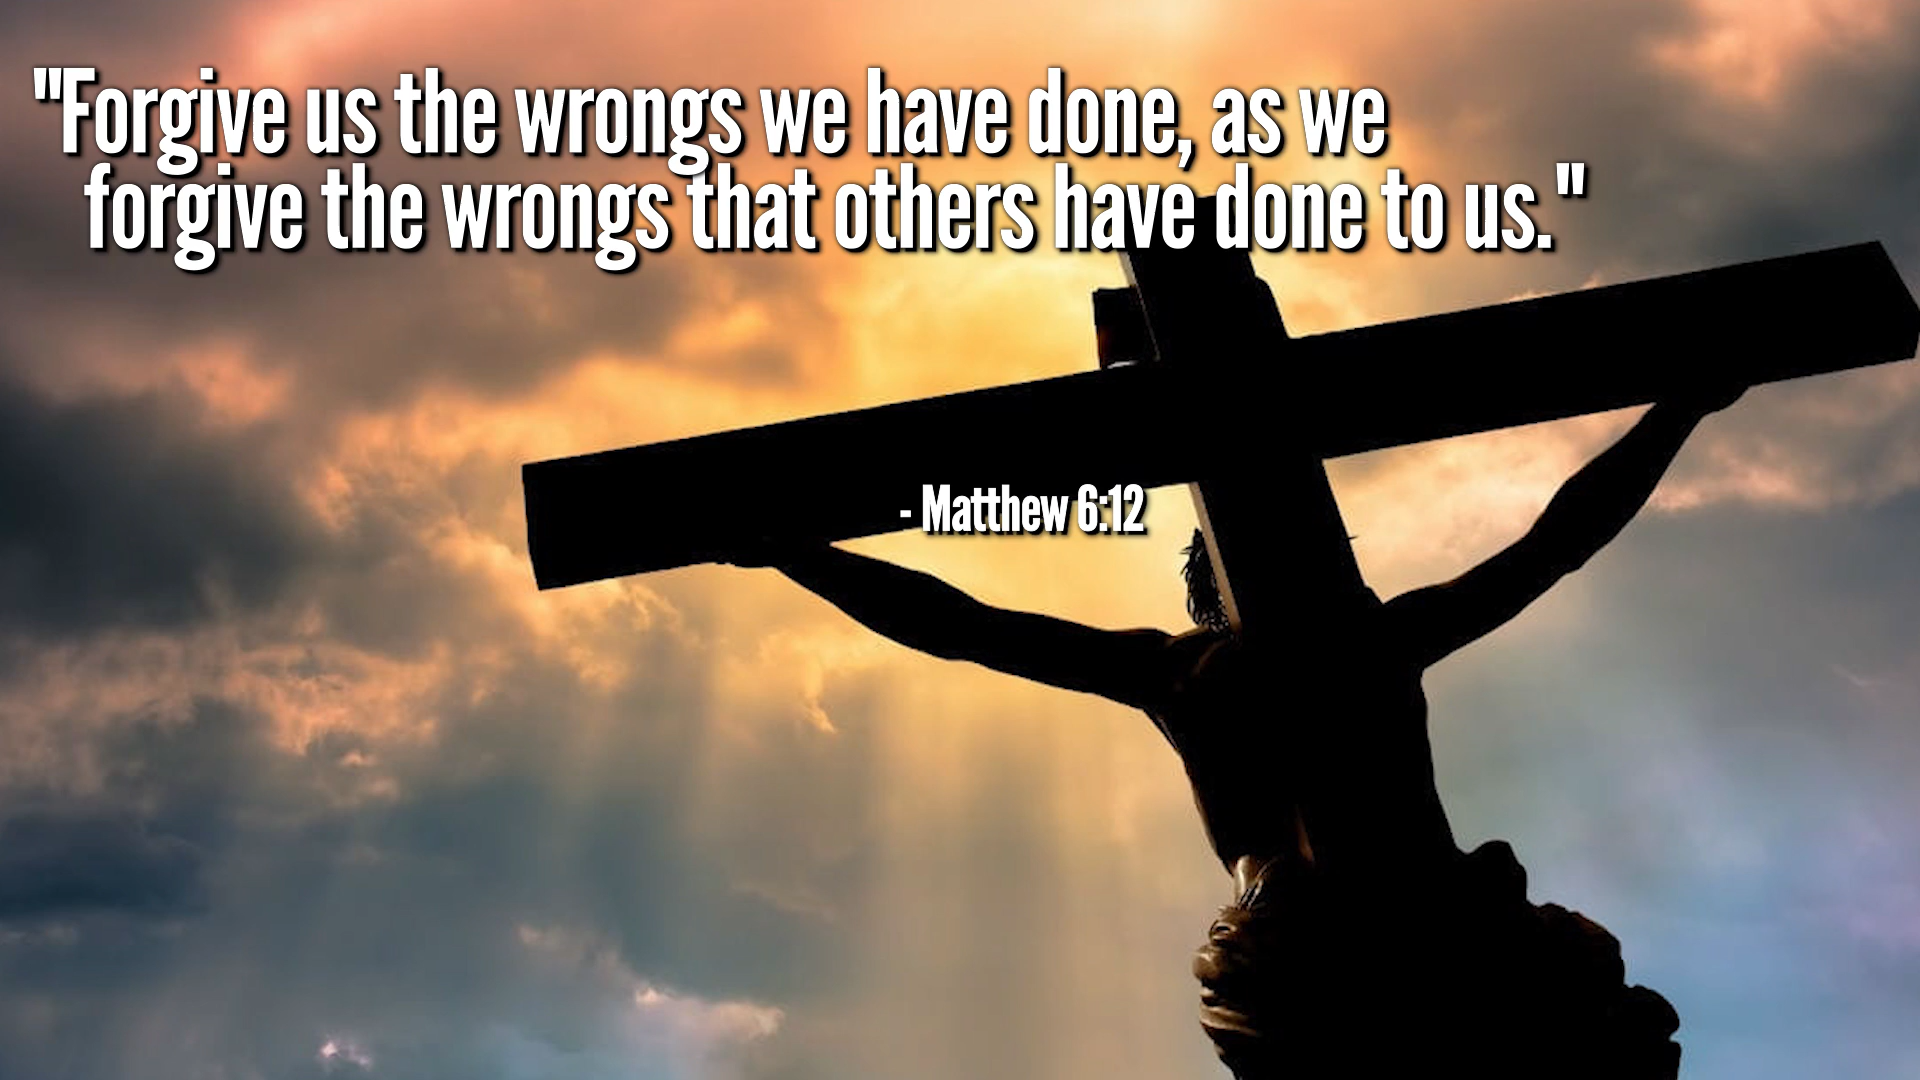 "Forgive us the wrongs we have done, as we
forgive the wrongs that others have done to us."
- Matthew 6:12